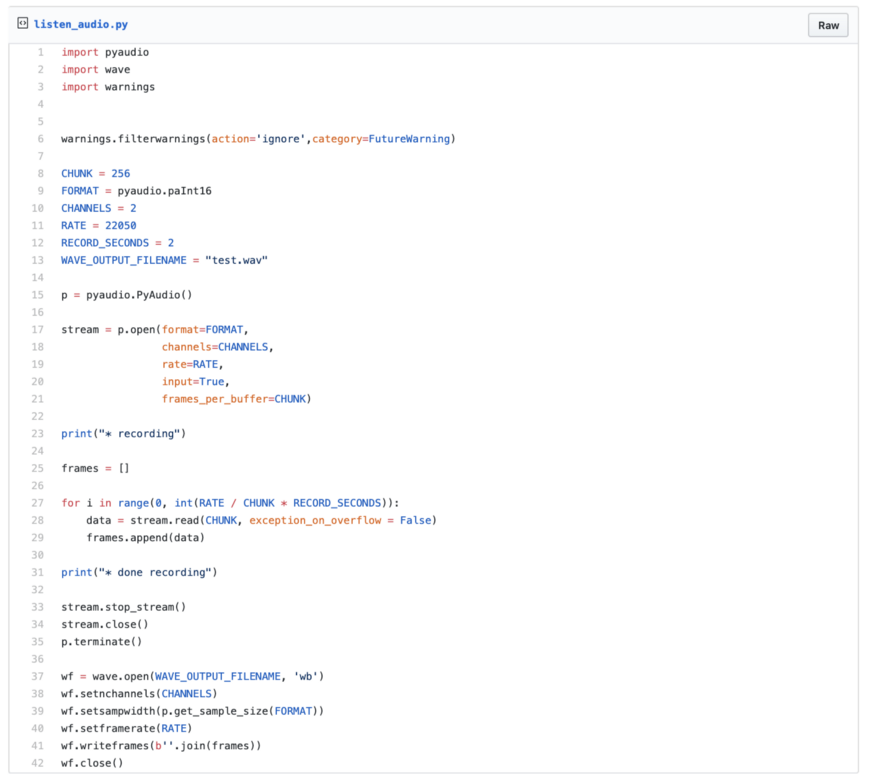 listen_audio.py
Raw
1 import pyaudio
2 import wave
3 import warnings
4
5
6 warnings.filterwarnings(action='ignore',category=FutureWarning)
7
8 CHUNK = 256
9 FORMAT = pyaudio.paInt16
10 CHANNELS = 2
11 RATE = 22050
12 RECORD_SECONDS = 2
13 WAVE_OUTPUT_FILENAME = "test.wav"
14
15 p = pyaudio.PyAudio()
16
17 stream = p.open(format=FORMAT,
18                 channels=CHANNELS,
19                 rate=RATE,
20                 input=True,
21                 frames_per_buffer=CHUNK)
22
23 print("* recording")
24
25 frames = []
26
27 for i in range(0, int(RATE / CHUNK * RECORD_SECONDS)):
28     data = stream.read(CHUNK, exception_on_overflow = False)
29     frames.append(data)
30
31 print("* done recording")
32
33 stream.stop_stream()
34 stream.close()
35 p.terminate()
36
37 wf = wave.open(WAVE_OUTPUT_FILENAME, 'wb')
38 wf.setnchannels(CHANNELS)
39 wf.setsampwidth(p.get_sample_size(FORMAT))
40 wf.setframerate(RATE)
41 wf.writeframes(b''.join(frames))
42 wf.close()